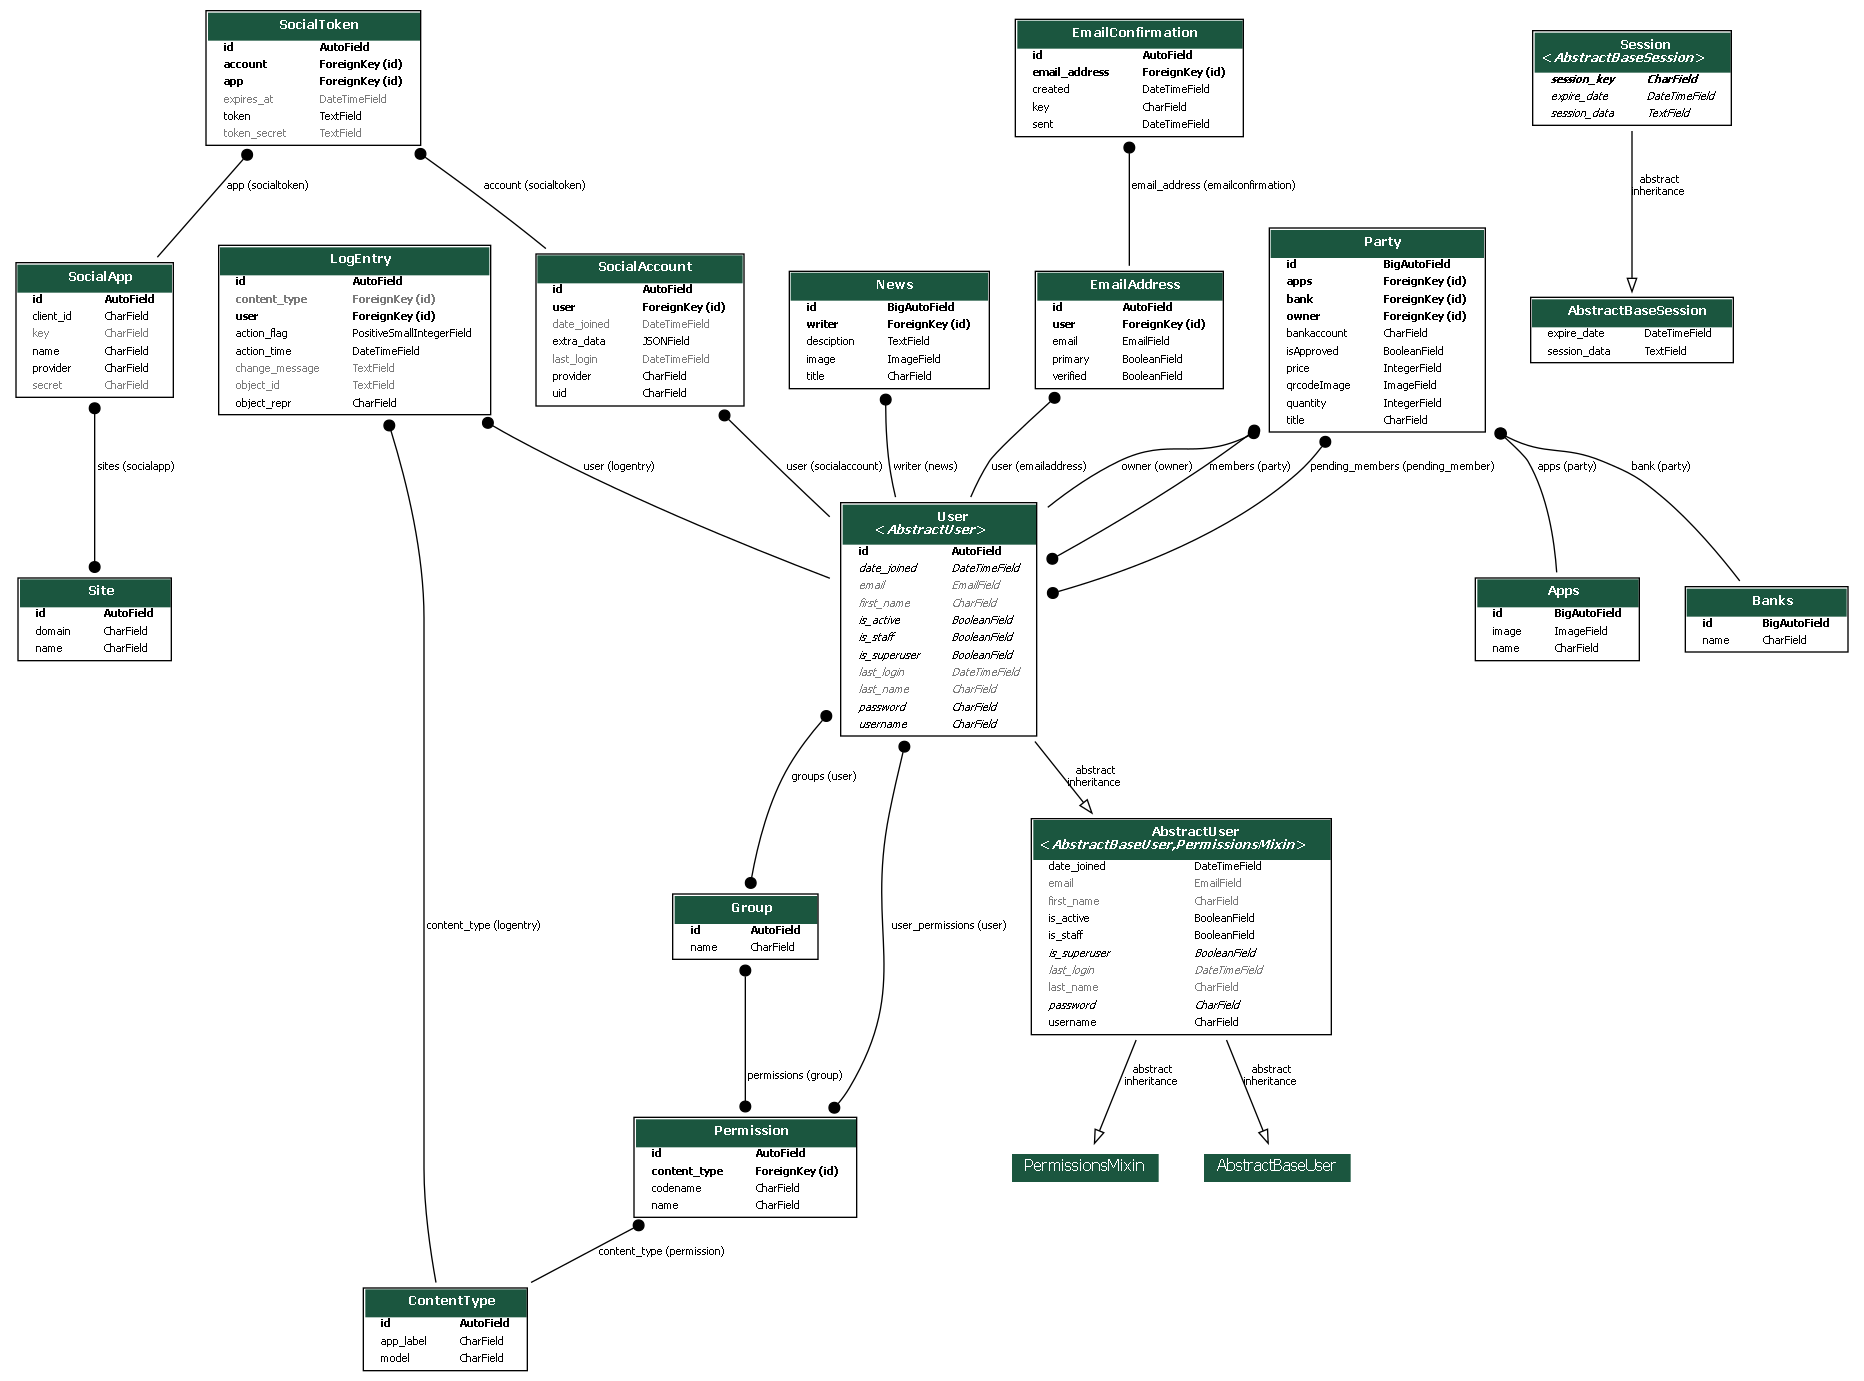 SocialToken
id AutoField
account ForeignKey (id)
app ForeignKey (id)
expires_at DateTimeField
token TextField
token_secret TextField
EmailConfirmation
id AutoField
email_address ForeignKey (id)
created DateTimeField
key CharField
sent DateTimeField
Session
<AbstractBaseSession>
session_key CharField
expire_date DateTimeField
session_data TextField
app (socialtoken)
account (socialtoken)
email_address (emailconfirmation)
abstract
inheritance
SocialApp
id AutoField
client_id CharField
key CharField
name CharField
provider CharField
secret CharField
LogEntry
id AutoField
content_type ForeignKey (id)
user ForeignKey (id)
action_flag PositiveSmallIntegerField
action_time DateTimeField
change_message TextField
object_id TextField
object_repr CharField
SocialAccount
id AutoField
user ForeignKey (id)
date_joined DateTimeField
extra_data JSONField
last_login DateTimeField
provider CharField
uid CharField
News
id BigAutoField
writer ForeignKey (id)
desciption TextField
image ImageField
title CharField
EmailAddress
id AutoField
user ForeignKey (id)
email EmailField
primary BooleanField
verified BooleanField
Party
id BigAutoField
apps ForeignKey (id)
bank ForeignKey (id)
owner ForeignKey (id)
bankaccount CharField
isApproved BooleanField
price IntegerField
qrcodeImage ImageField
quantity IntegerField
title CharField
AbstractBaseSession
expire_date DateTimeField
session_data TextField
sites (socialapp)
user (logentry)
user (socialaccount)
writer (news)
user (emailaddress)
owner (owner)
members (party)
pending_members (pending_member)
apps (party)
bank (party)
Site
id AutoField
domain CharField
name CharField
User
<AbstractUser>
id AutoField
date_joined DateTimeField
email EmailField
first_name CharField
is_active BooleanField
is_staff BooleanField
is_superuser BooleanField
last_login DateTimeField
last_name CharField
password CharField
username CharField
Apps
id BigAutoField
image ImageField
name CharField
Banks
id BigAutoField
name CharField
groups (user)
abstract
inheritance
AbstractUser
<AbstractBaseUser,PermissionsMixin>
date_joined DateTimeField
email EmailField
first_name CharField
is_active BooleanField
is_staff BooleanField
is_superuser BooleanField
last_login DateTimeField
last_name CharField
password CharField
username CharField
Group
id AutoField
name CharField
content_type (logentry)
user_permissions (user)
permissions (group)
abstract
inheritance
abstract
inheritance
Permission
id AutoField
content_type ForeignKey (id)
codename CharField
name CharField
PermissionsMixin
AbstractBaseUser
content_type (permission)
ContentType
id AutoField
app_label CharField
model CharField